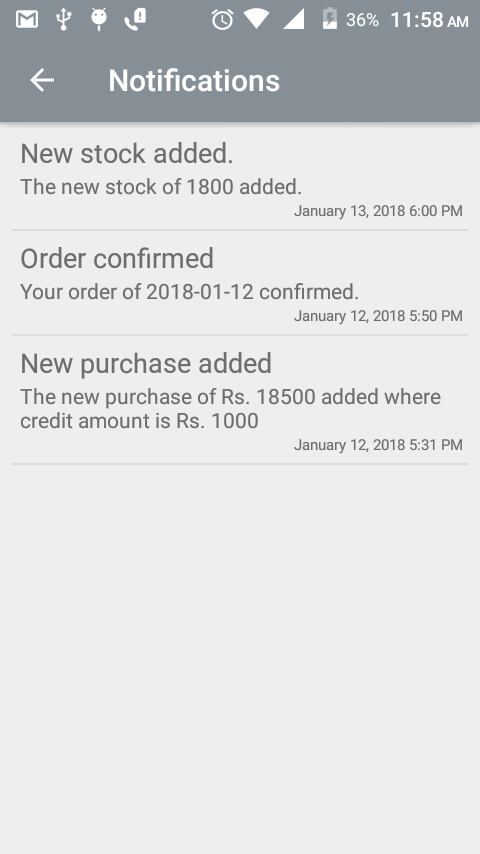 36% 11:58 AM
Notifications
New stock added.
The new stock of 1800 added.
January 13, 2018 6:00 PM
Order confirmed
Your order of 2018-01-12 confirmed.
January 12, 2018 5:50 PM
New purchase added
The new purchase of Rs. 18500 added where
credit amount is Rs. 1000
January 12, 2018 5:31 PM